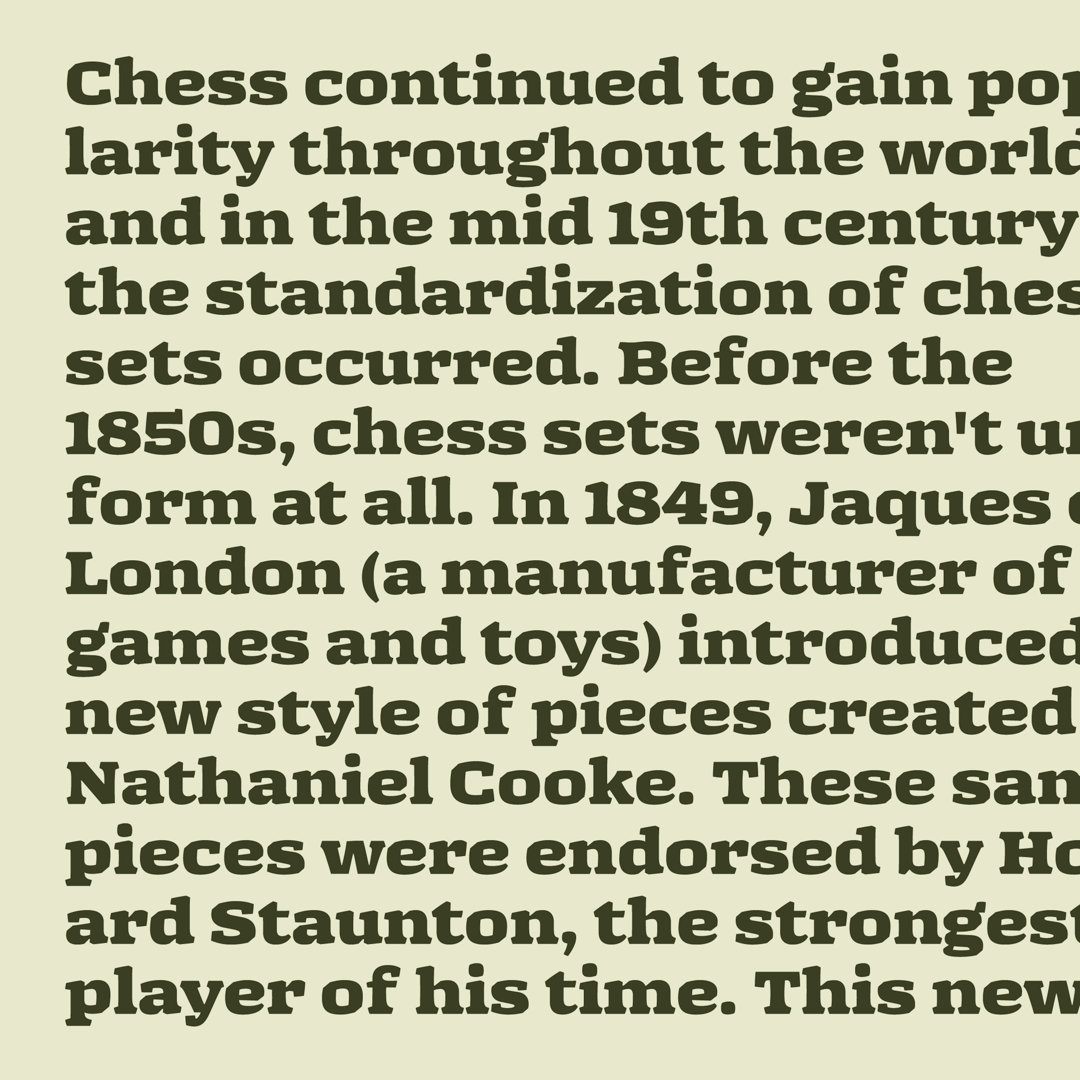 Chess continued to gain pop
larity throughout the world
and in the mid 19th century
the standardization of ches
sets occurred. Before the
1850s, chess sets weren't
form at all. In 1849, Jaques
London (a manufacturer of
games and toys) introduced
new style of pieces created
Nathaniel Cooke. These
pieces were endorsed by Ho
ard Staunton, the strongest
player of his time. This new